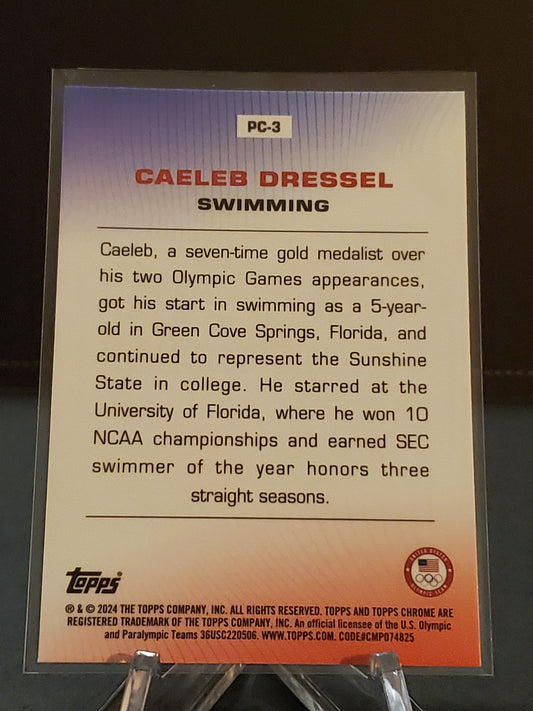 PC-3
CAELEB DRESSEL
SWIMMING
Caeleb, a seven-time gold medalist over
his two Olympic Games appearances,
got his start in swimming as a 5-year-
old in Green Cove Springs, Florida, and
continued to represent the Sunshine
State in college. He starred at the
University of Florida, where he won 10
NCAA championships and earned SEC
swimmer of the year honors three
straight seasons.
topps
UNITED STATES
OLYMPIC TEAM
® & © 2024 THE TOPPS COMPANY, INC. ALL RIGHTS RESERVED. TOPPS AND TOPPS CHROME ARE
REGISTERED TRADEMARK OF THE TOPPS COMPANY, INC. An official licensee of the U.S. Olympic
and Paralympic Teams 36USC220506. WWW.TOPPS.COM. CODE#CMP074825